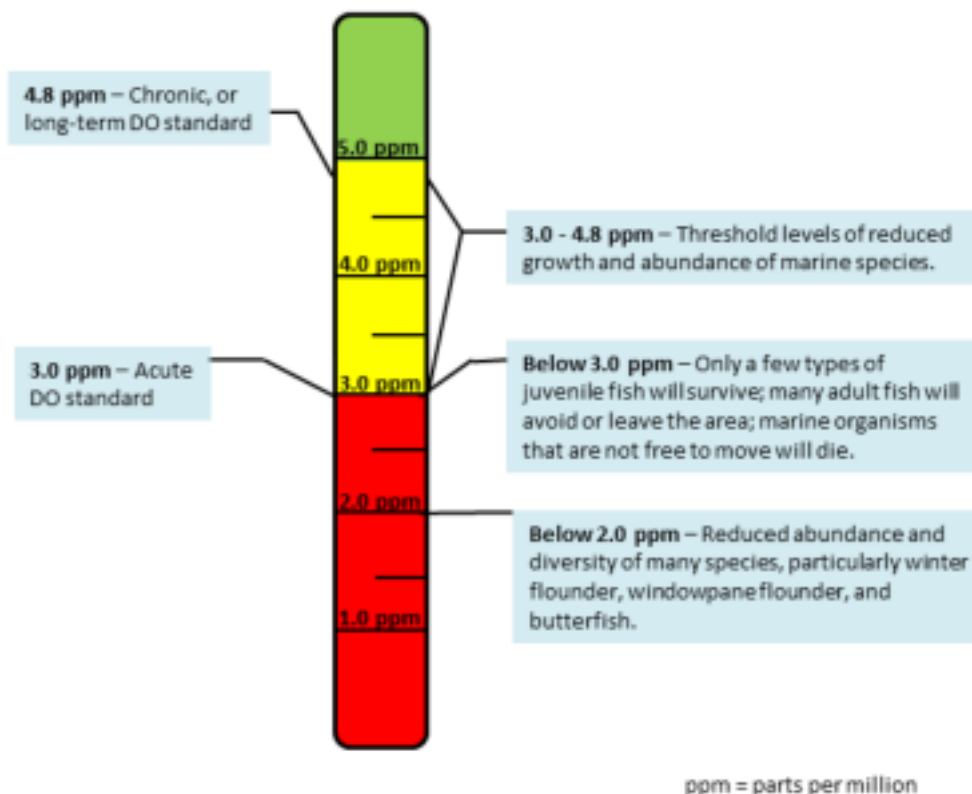 4.8 ppm – Chronic, or
long-term DO standard
5.0 ppm
3.0 - 4.8 ppm – Threshold levels of reduced
growth and abundance of marine species.
4.0 ppm
3.0 ppm – Acute
DO standard
3.0 ppm
Below 3.0 ppm – Only a few types of
juvenile fish will survive; many adult fish will
avoid or leave the area; marine organisms
that are not free to move will die.
2.0 ppm
Below 2.0 ppm – Reduced abundance and
diversity of many species, particularly winter
flounder, windowpane flounder, and
butterfish.
1.0 ppm
ppm = parts per million